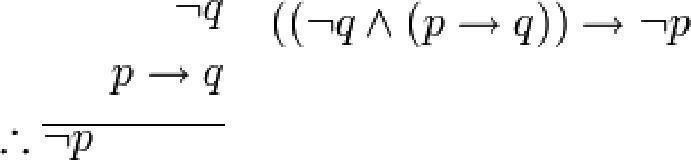 ¬q ((¬q ∧ (p → q)) → ¬p
p → q
∴ ¬p